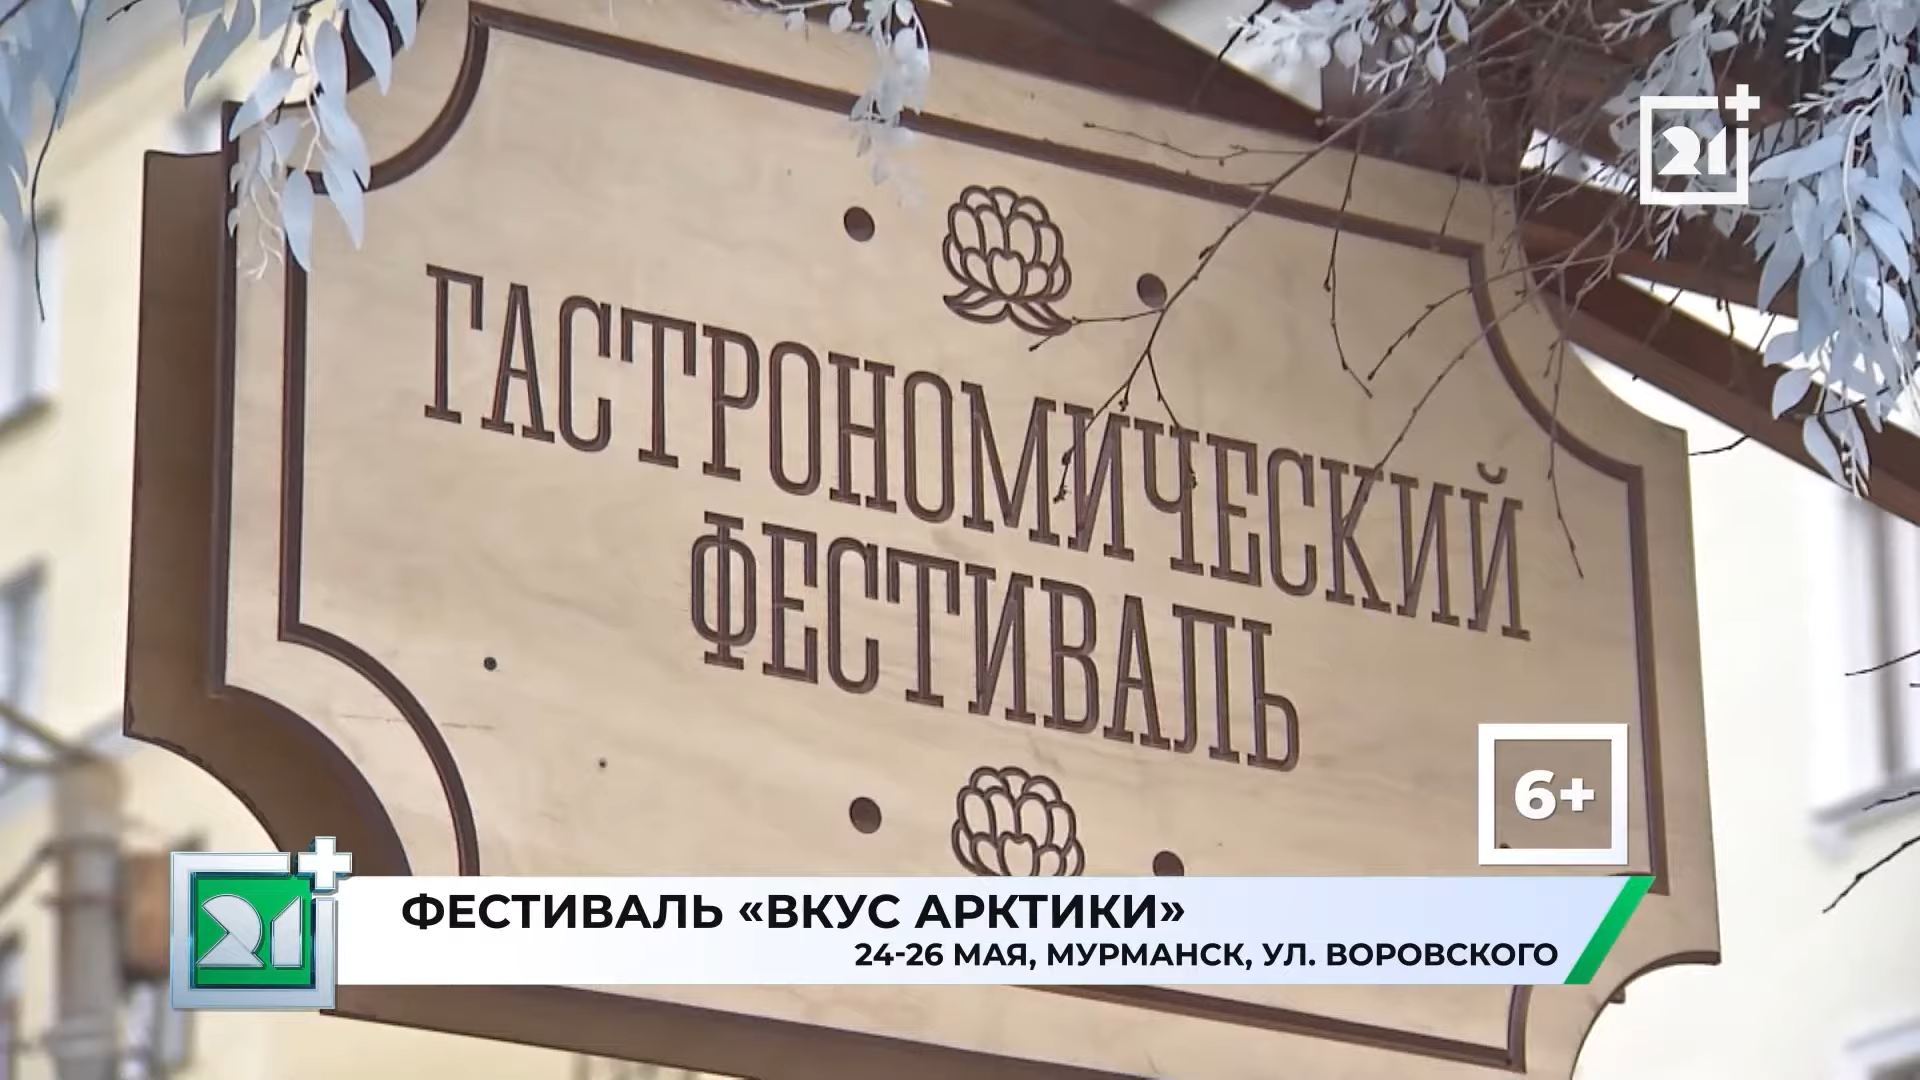 21+
ГАСТРОНОМИЧЕСКИЙ
ФЕСТИВАЛЬ
6+
21+
ФЕСТИВАЛЬ «ВКУС АРКТИКИ»
24-26 МАЯ, МУРМАНСК, УЛ. ВОРОВСКОГО